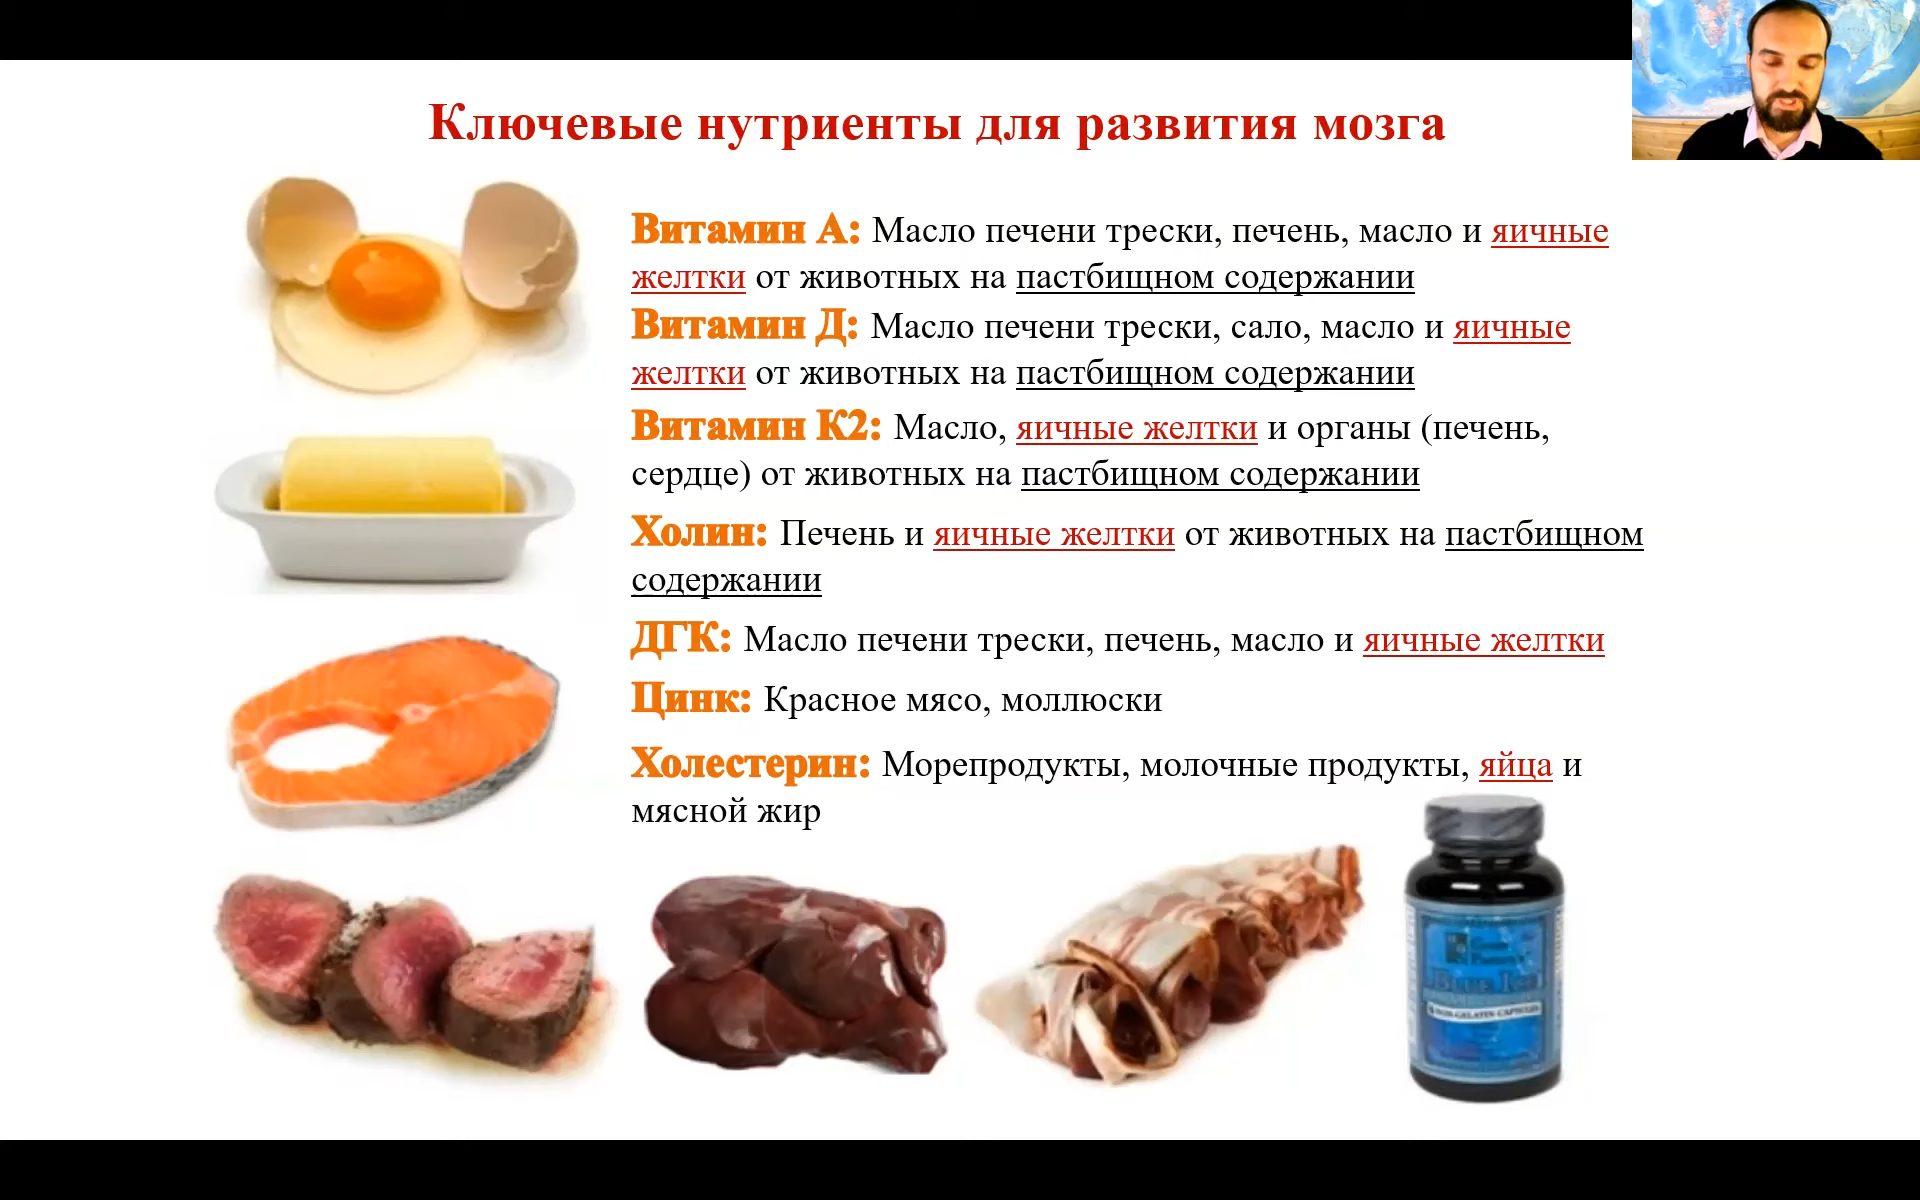 Ключевые нутриенты для развития мозга
Витамин А: Масло печени трески, печень, масло и яичные
желтки от животных на пастбищном содержании
Витамин Д: Масло печени трески, сало, масло и яичные
желтки от животных на пастбищном содержании
Витамин К2: Масло, яичные желтки и органы (печень,
сердце) от животных на пастбищном содержании
Холин: Печень и яичные желтки от животных на пастбищном
содержании
ДГК: Масло печени трески, печень, масло и яичные желтки
Цинк: Красное мясо, моллюски
Холестерин: Морепродукты, молочные продукты, яйца и
мясной жир
NON-GELATIN CAPSULES